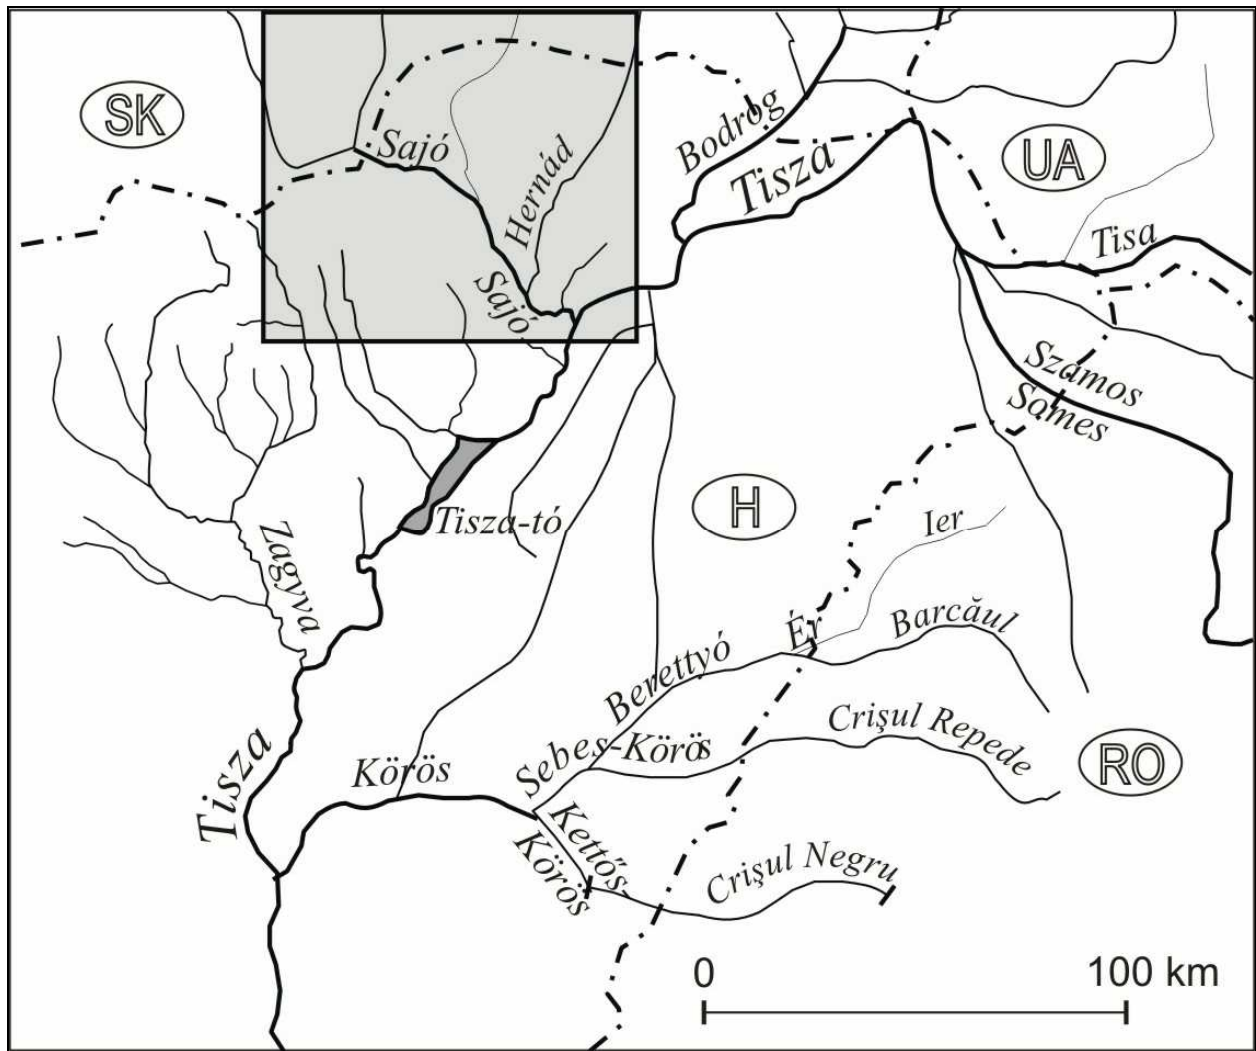 SK
Sajó
Bodrog
Tisza
UA
Hernád
Tisa
Sajó
Szamos
Someş
H
Tisza-tó
Ier
Zagyva
Ér
Barcăul
Berettyó
Crişul Repede
Sebes-Körös
Körös
RO
Tisza
Kettős-
Körös
Crişul Negru
0
100 km